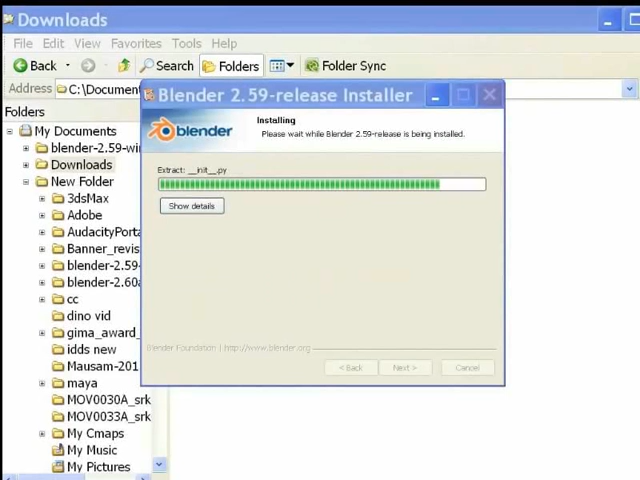 Downloads
File Edit View Favorites Tools Help
Back Search Folders Folder Sync
Address C:\Document
Folders
My Documents
blender-2.59-wi
Downloads
New Folder
3dsMax
Adobe
AudacityPorta
Banner_revis
blender-2.59-
blender-2.60a
cc
dino vid
gima_award_
idds new
Mausam-201
maya
MOV0030A_srk
MOV0033A_srk
My Cmaps
My Music
My Pictures
Blender 2.59-release Installer
blender
Installing
Please wait while Blender 2.59-release is being installed.
Extract: __init__.py
Show details
Blender Foundation | http://www.blender.org
< Back Next > Cancel